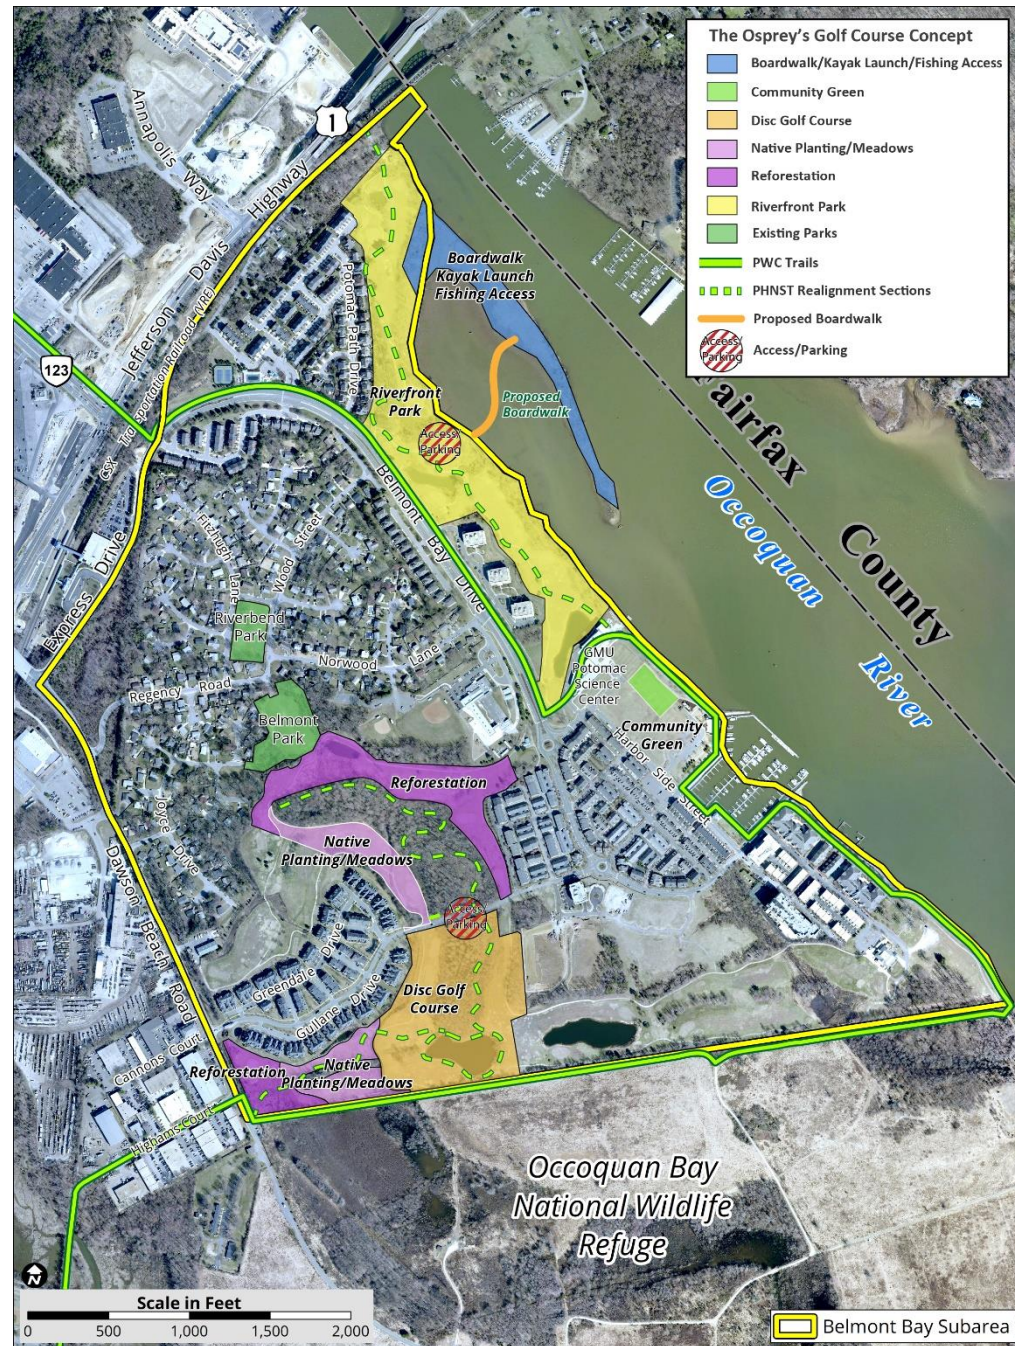 The Osprey's Golf Course Concept
Boardwalk/Kayak Launch/Fishing Access
Community Green
Disc Golf Course
Native Planting/Meadows
Reforestation
Riverfront Park
Existing Parks
PWC Trails
PHNST Realignment Sections
Proposed Boardwalk
Access/
Parking
Access/Parking
Annapolis Way
1
Jefferson Davis Highway
CSX Transportation Railroad (VRE)
123
Potomac Path Drive
Boardwalk
Kayak Launch
Fishing Access
Riverfront
Park
Proposed
Boardwalk
Access/
Parking
Fairfax
County
Occoquan
River
Belmont Bay Drive
Express Drive
Fitzhugh Lane
Wood Street
Riverbend
Park
Norwood Lane
Regency Road
GMU
Potomac
Science
Center
Belmont
Park
Community
Green
Harbor Side Street
Reforestation
Joyce Drive
Native
Planting/Meadows
Dawson Beach Road
Access/
Parking
Greendale Drive
Gullane Drive
Disc Golf
Course
Cannons Court
Reforestation
Native
Planting/Meadows
Highams Court
Occoquan Bay
National Wildlife
Refuge
N
Scale in Feet
0 500 1,000 1,500 2,000
Belmont Bay Subarea